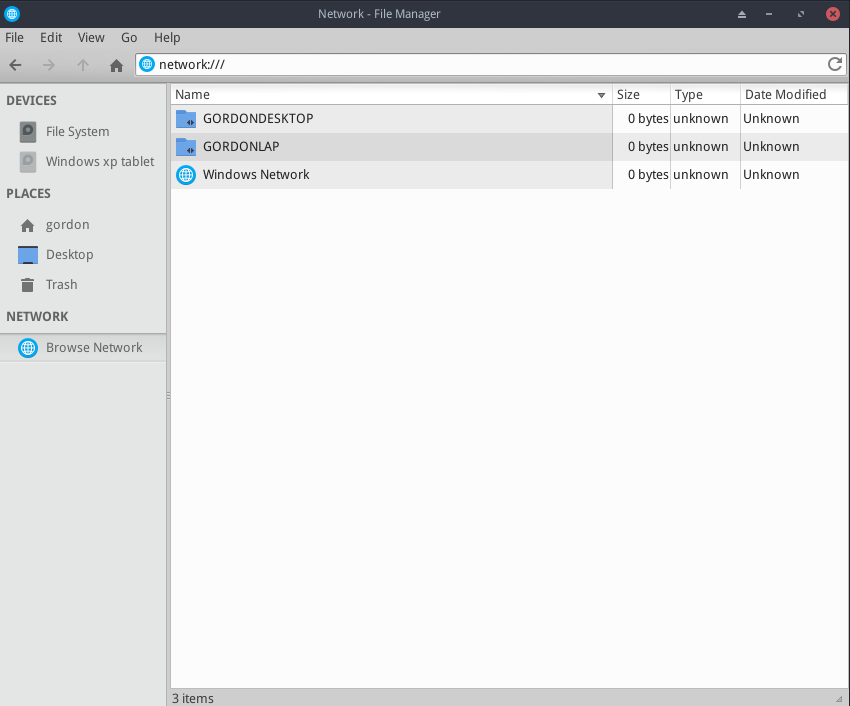 Network - File Manager
File Edit View Go Help
network:///
DEVICES
File System
Windows xp tablet
PLACES
gordon
Desktop
Trash
NETWORK
Browse Network
Name Size Type Date Modified
GORDONDESKTOP 0 bytes unknown Unknown
GORDONLAP 0 bytes unknown Unknown
Windows Network 0 bytes unknown Unknown
3 items